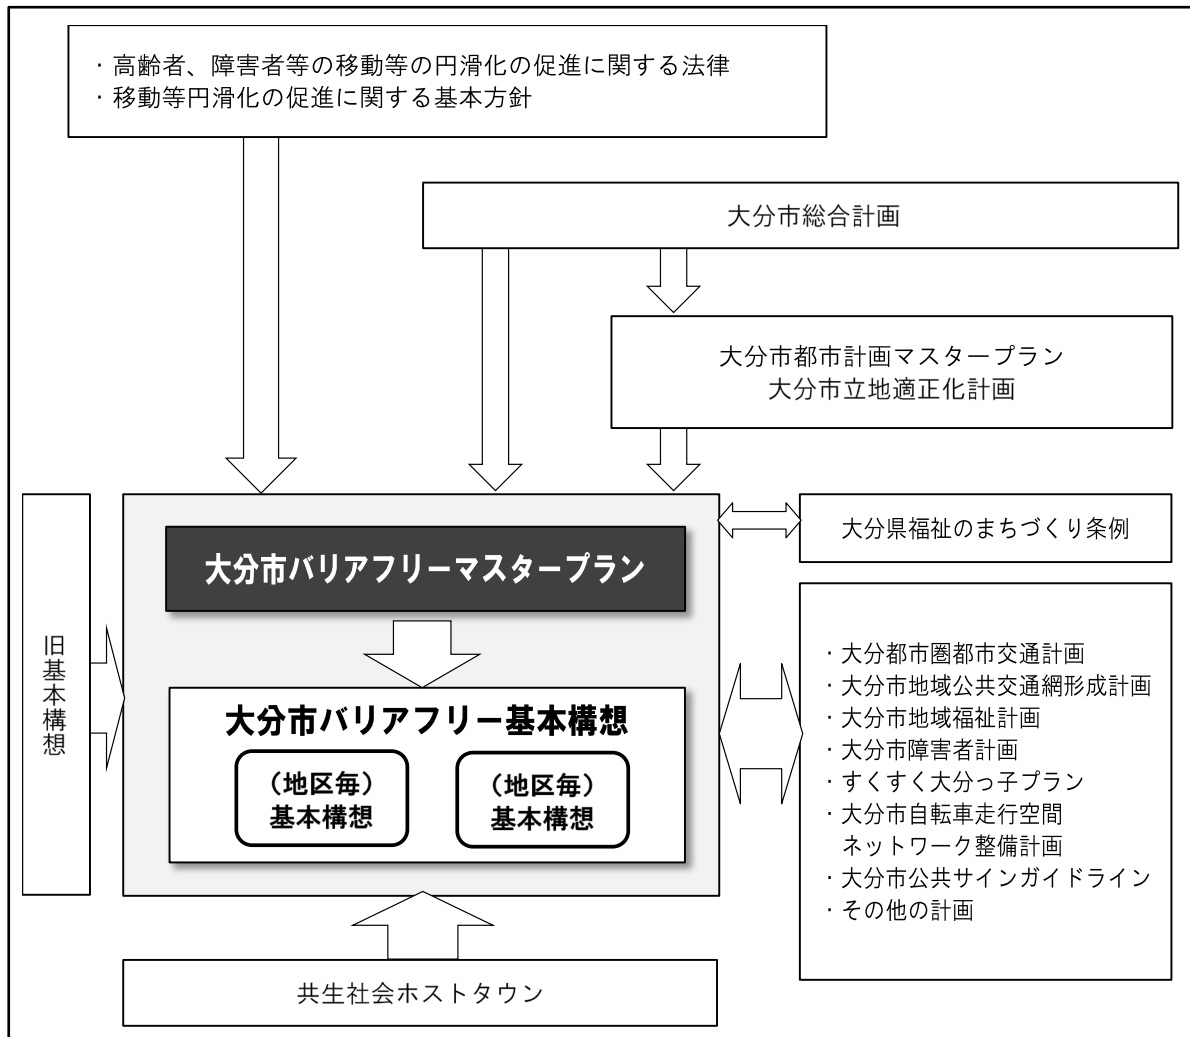 ・高齢者、障害者等の移動等の円滑化の促進に関する法律
・移動等円滑化の促進に関する基本方針
大分市総合計画
大分市都市計画マスタープラン
大分市立地適正化計画
旧基本構想
大分市バリアフリーマスタープラン
大分市バリアフリー基本構想
（地区毎）
基本構想
（地区毎）
基本構想
大分県福祉のまちづくり条例
・大分都市圏都市交通計画
・大分市地域公共交通網形成計画
・大分市地域福祉計画
・大分市障害者計画
・すくすく大分っ子プラン
・大分市自転車走行空間
ネットワーク整備計画
・大分市公共サインガイドライン
・その他の計画
共生社会ホストタウン